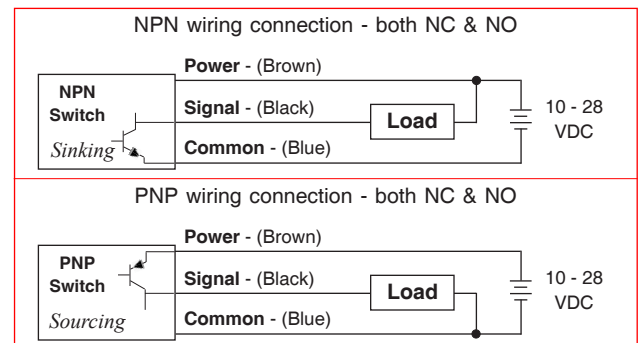 NPN wiring connection - both NC & NO
Power - (Brown)
NPN
Switch
Signal - (Black)
Load
10 - 28
VDC
Sinking
Common - (Blue)
PNP wiring connection - both NC & NO
Power - (Brown)
PNP
Switch
Signal - (Black)
Load
10 - 28
VDC
Sourcing
Common - (Blue)